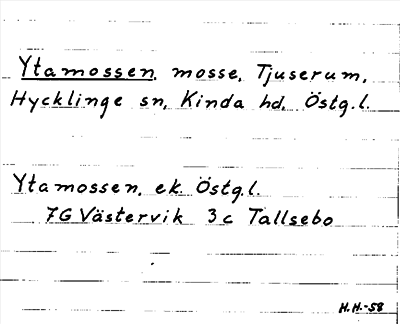 Ytamossen, mosse, Tjuserum,
Hycklinge sn, Kinda hd, Östg.l.
Ytamossen, ek. Östg.l.
7G Västervik 3c Tallsebo
H.H.-58